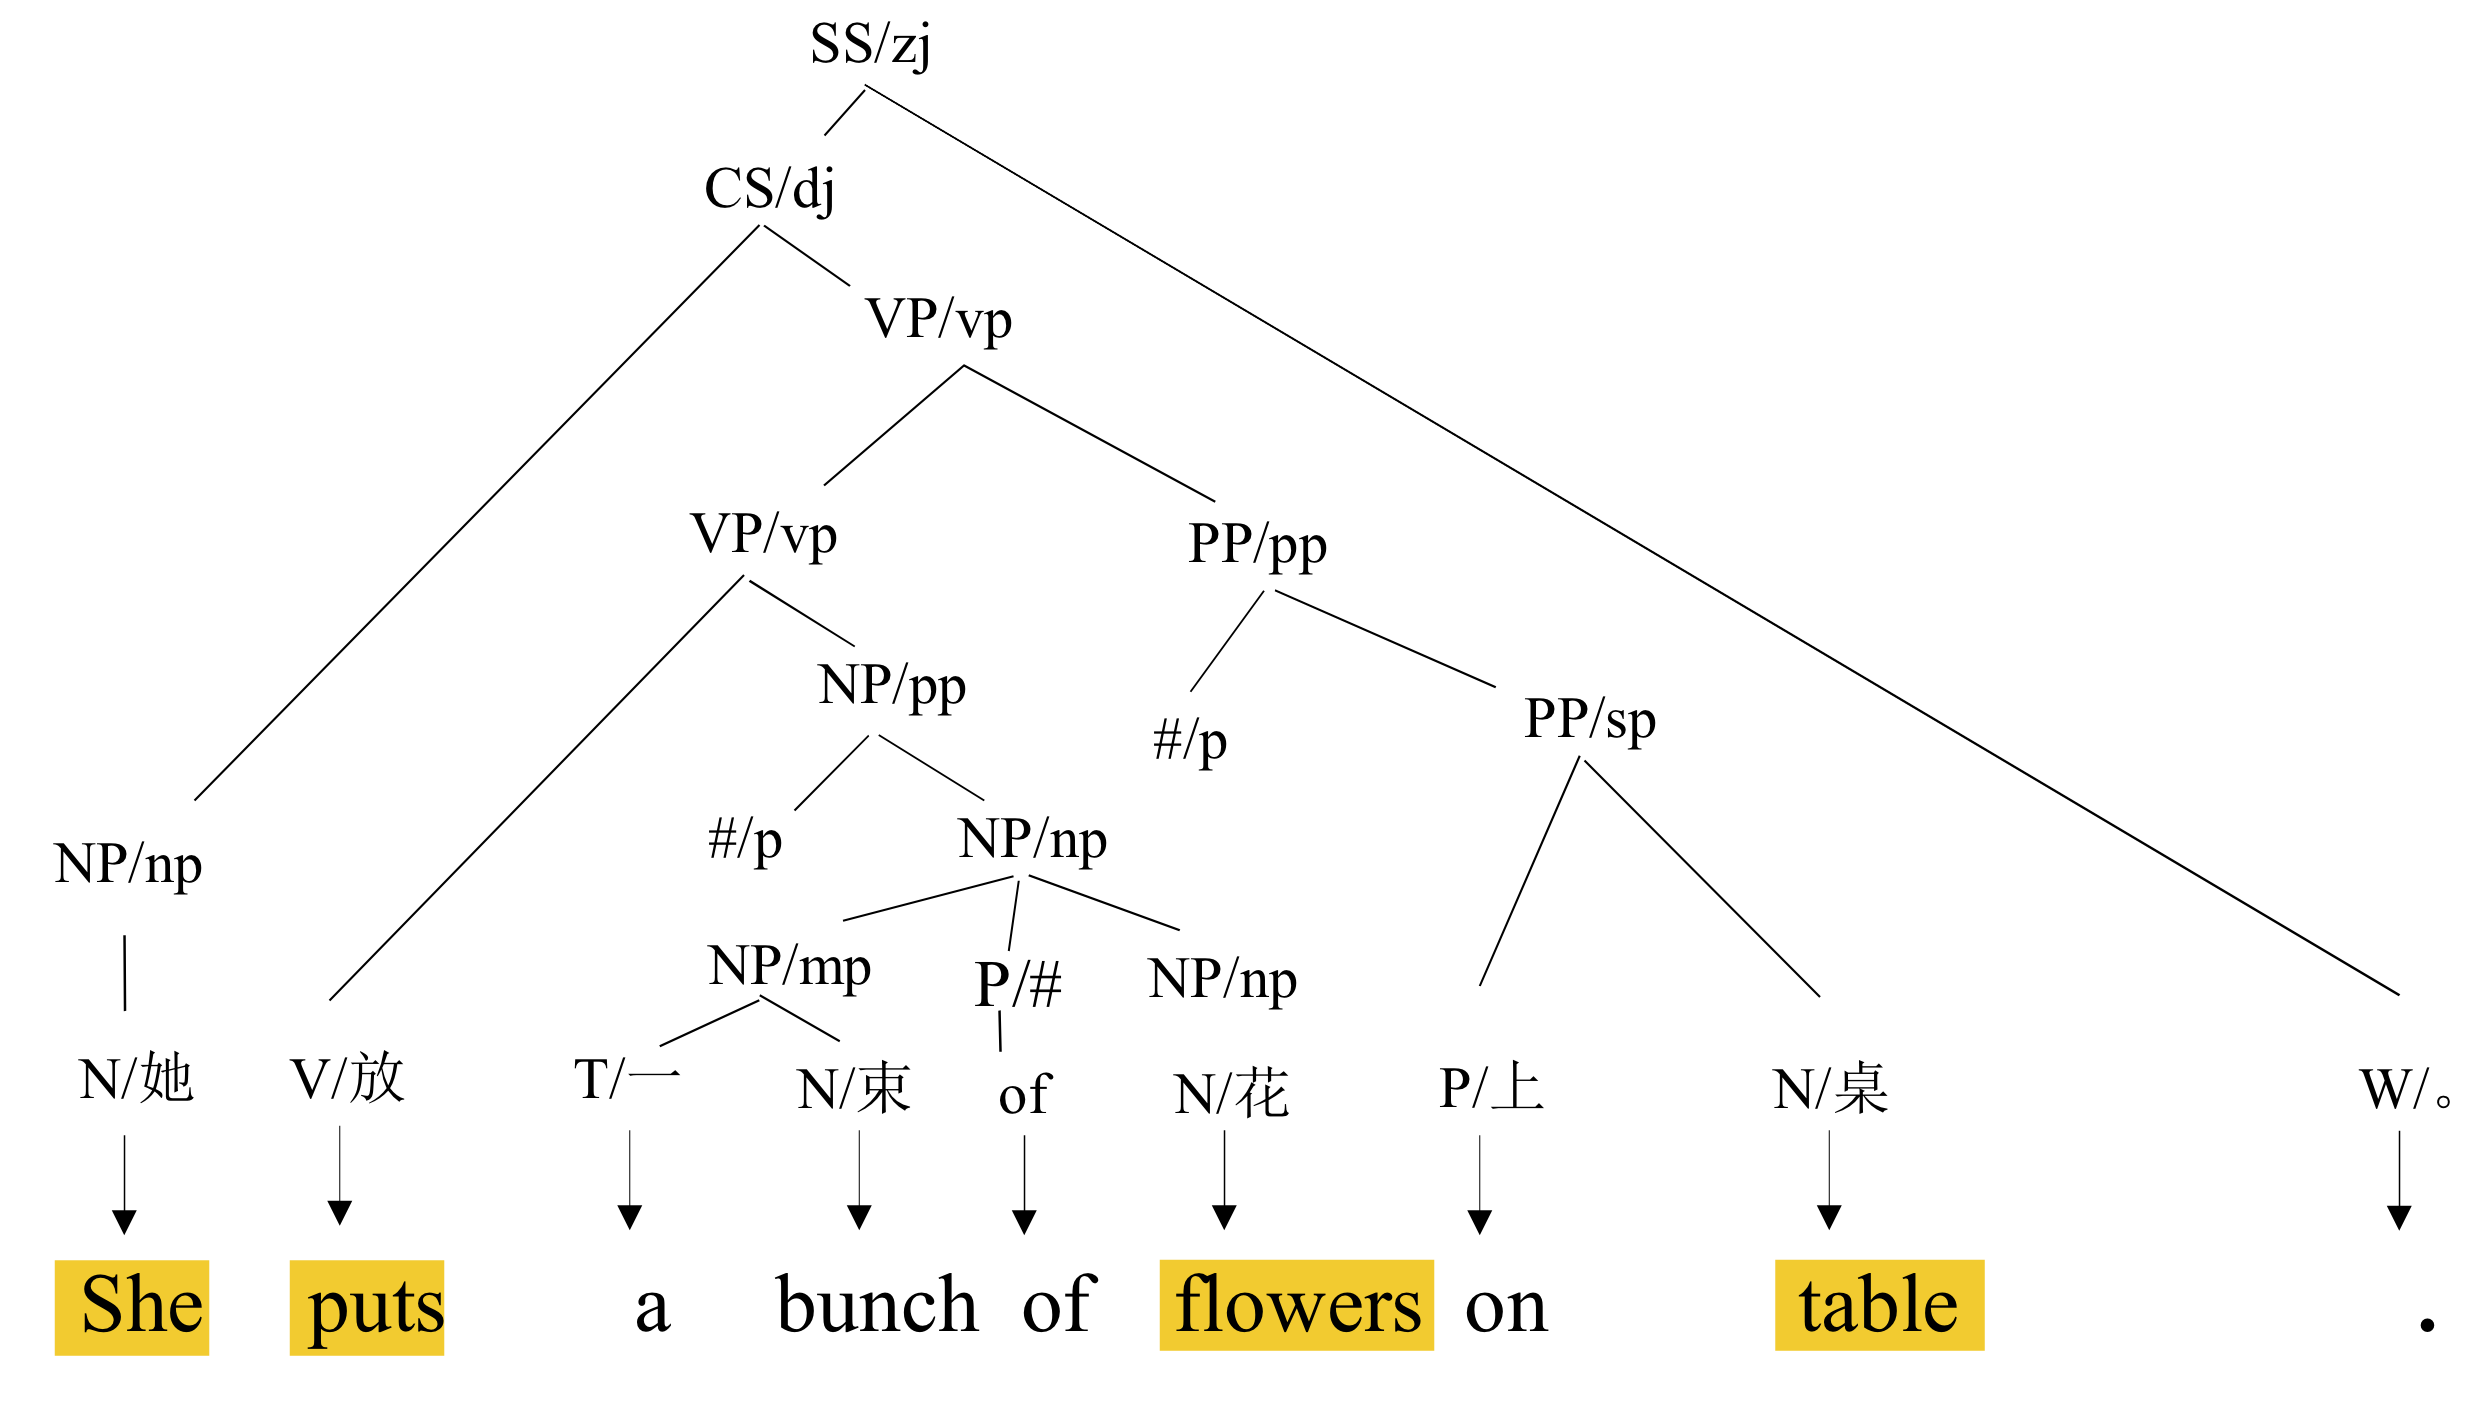 SS/zj
CS/dj
VP/vp
VP/vp PP/pp
NP/pp
#/p PP/sp
#/p NP/np
NP/np
NP/mp P/# NP/np
N/她 V/放 T/一 N/束 of N/花 P/上 N/桌 W/。
She puts a bunch of flowers on table .